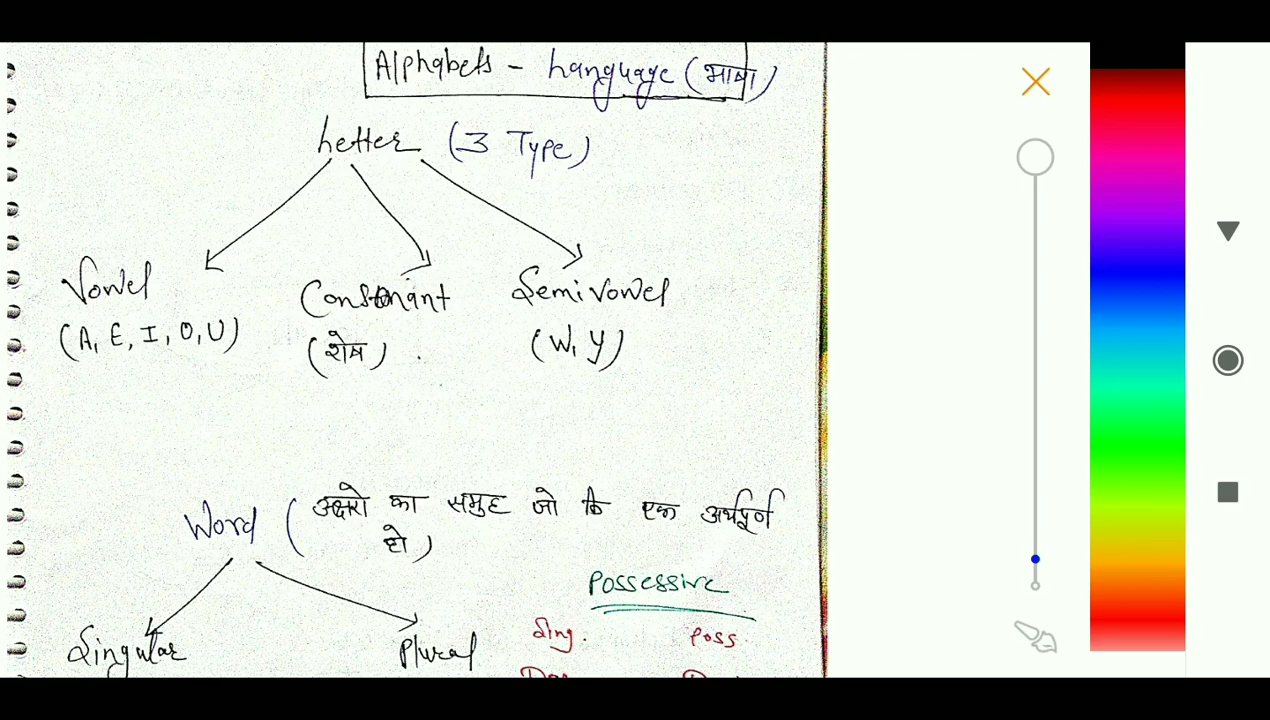 Alphabets - Language (भाषा)
Letter (3 Type)
Vowel
(A, E, I, O, U)
Consonant
(शेष)
Semivowel
(W, Y)
Word (अक्षरो का समुह जो कि एक अर्थपूर्ण
हो)
Possessive
Sing. Poss
Singular Plural